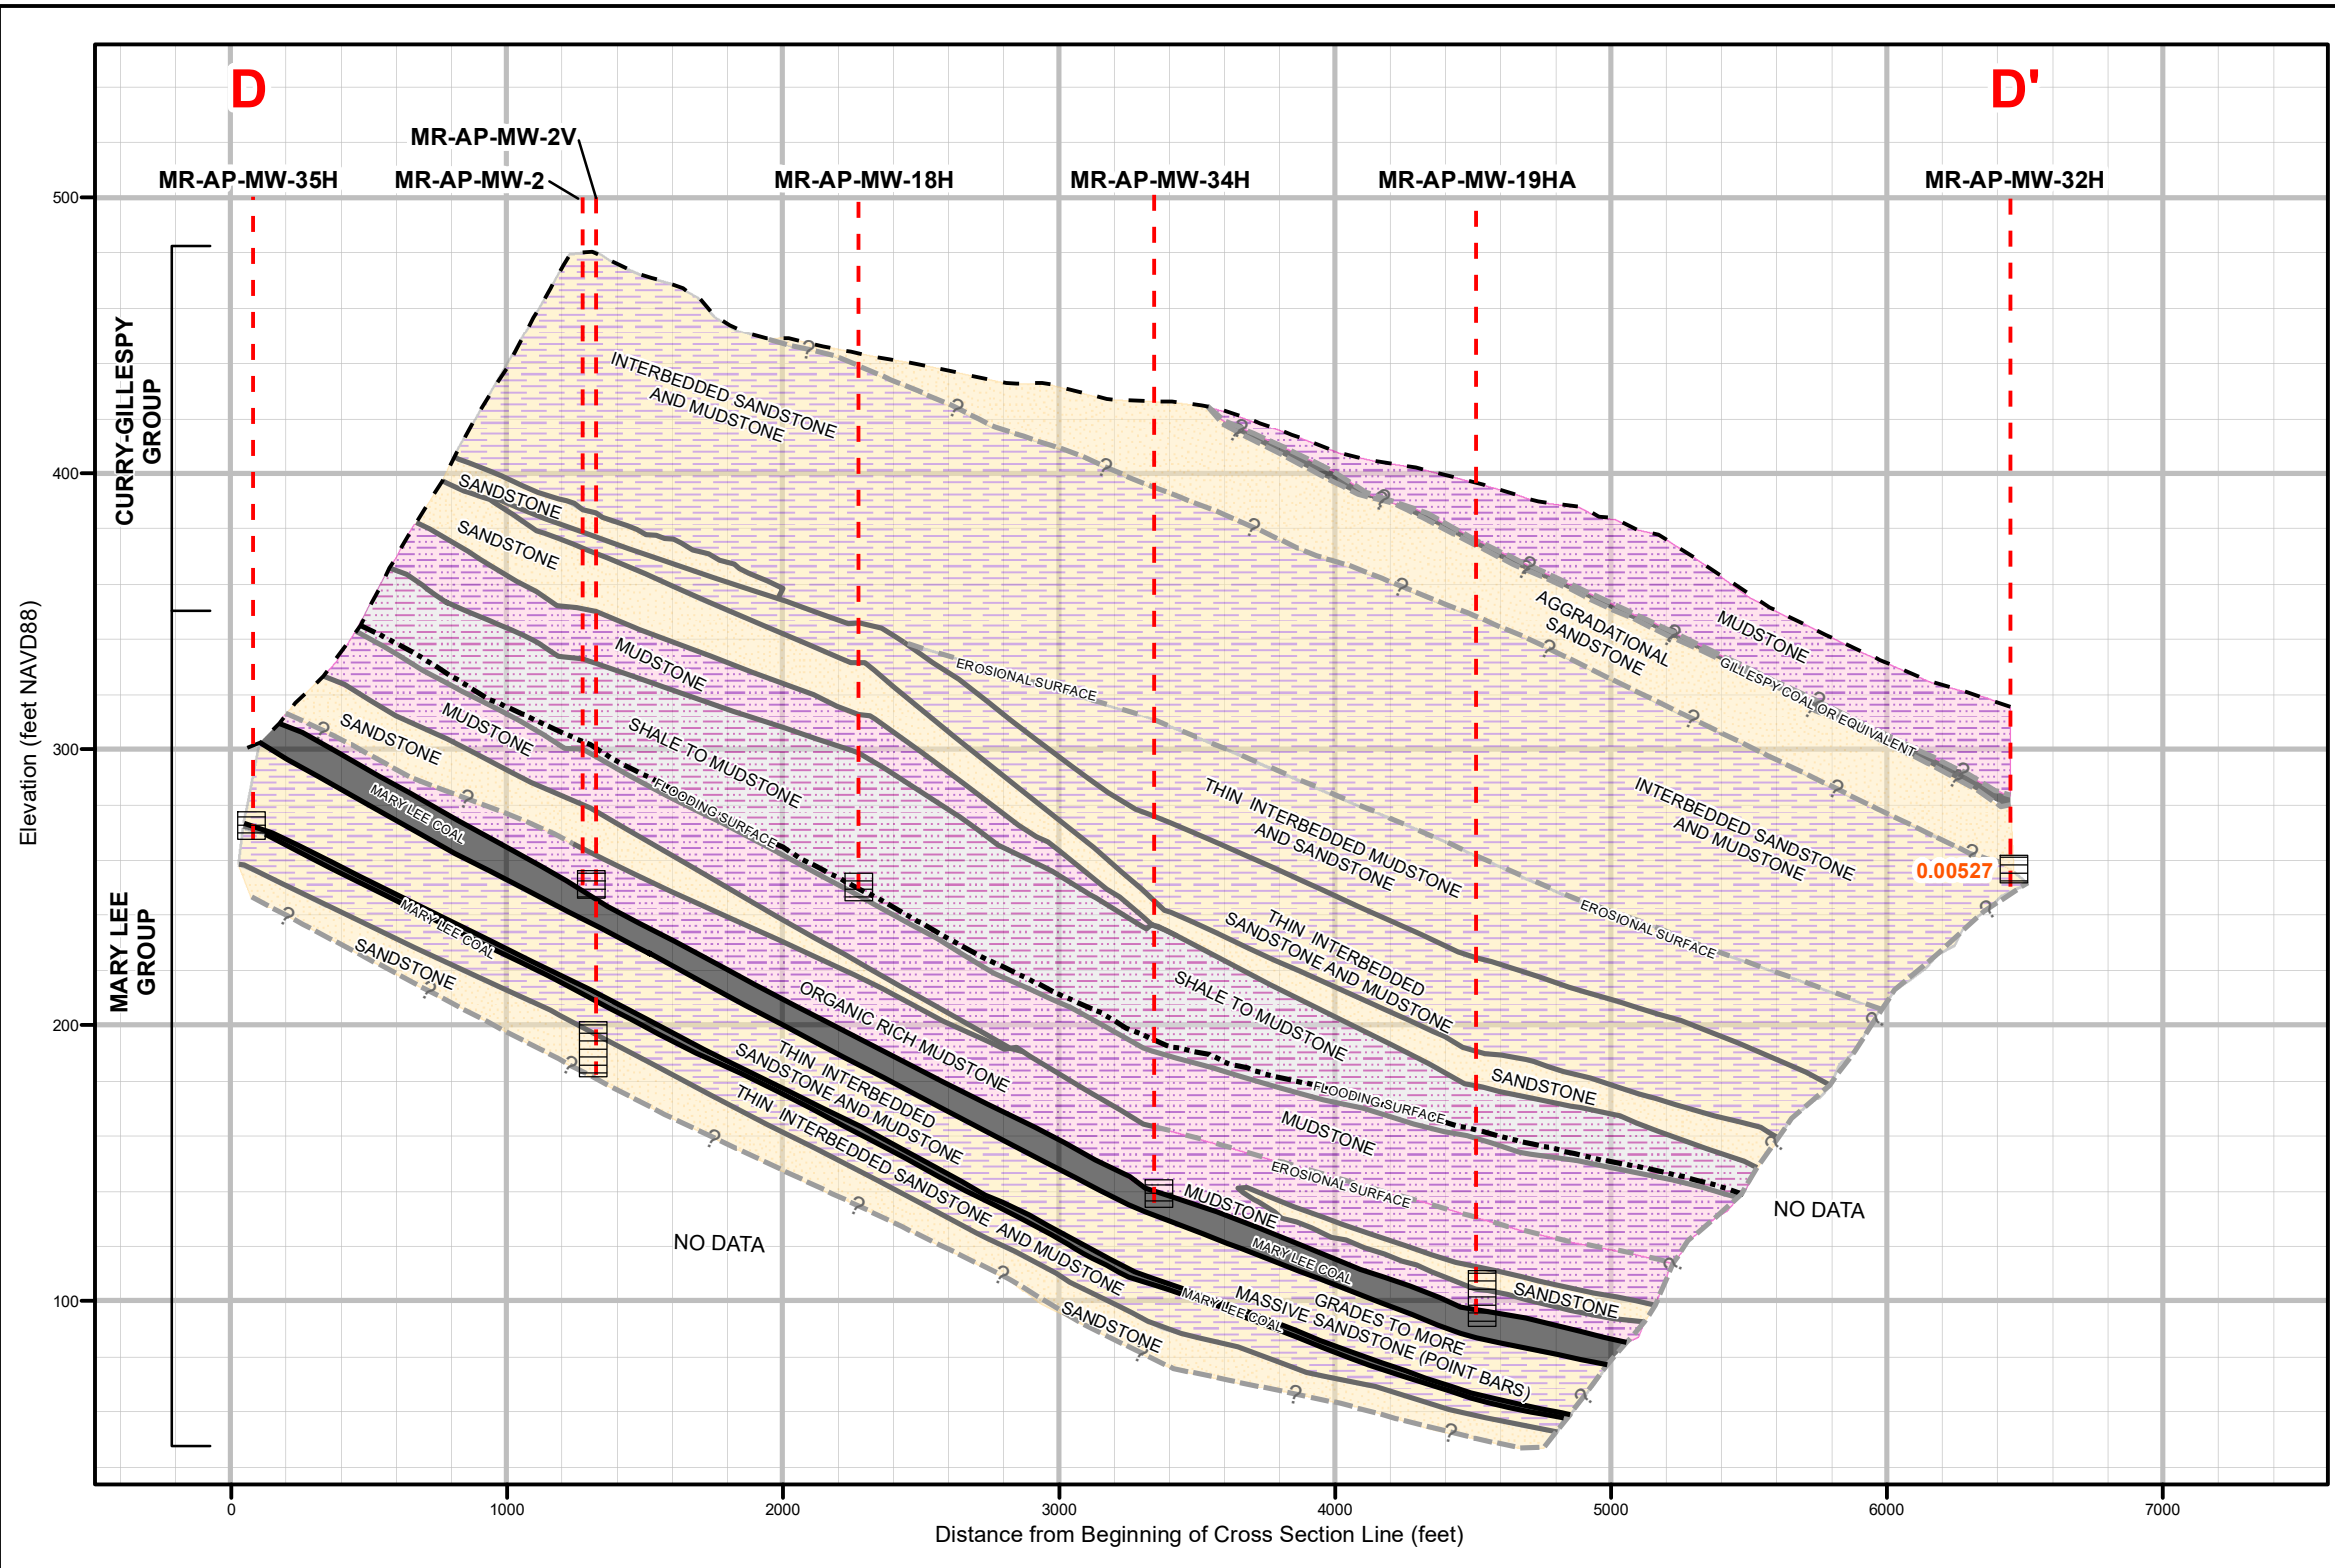 D
D'
MR-AP-MW-2V
MR-AP-MW-35H
MR-AP-MW-2
MR-AP-MW-18H
MR-AP-MW-34H
MR-AP-MW-19HA
MR-AP-MW-32H
500
400
300
200
100
Elevation (feet NAVD88)
CURRY-GILLESPY
GROUP
MARY LEE
GROUP
INTERBEDDED SANDSTONE
AND MUDSTONE
SANDSTONE
SANDSTONE
MUDSTONE
SHALE TO MUDSTONE
FLOODING SURFACE
MUDSTONE
SANDSTONE
MARY LEE COAL
MARY LEE COAL
SANDSTONE
EROSIONAL SURFACE
AGGRADATIONAL
SANDSTONE
MUDSTONE
GILLESPY COAL OR EQUIVALENT
THIN INTERBEDDED MUDSTONE
AND SANDSTONE
INTERBEDDED SANDSTONE
AND MUDSTONE
0.00527
EROSIONAL SURFACE
THIN INTERBEDDED
SANDSTONE AND MUDSTONE
SHALE TO MUDSTONE
ORGANIC RICH MUDSTONE
THIN INTERBEDDED
SANDSTONE AND MUDSTONE
THIN INTERBEDDED SANDSTONE AND MUDSTONE
SANDSTONE
FLOODING SURFACE
MUDSTONE
EROSIONAL SURFACE
MUDSTONE
MARY LEE COAL
SANDSTONE
MARY LEE COAL
GRADES TO MORE
MASSIVE SANDSTONE (POINT BARS)
SANDSTONE
NO DATA
NO DATA
? ? ? ? ? ? ? ?
? ? ? ? ? ? ? ?
? ? ? ? ? ? ? ?
? ? ? ? ? ? ? ?
? ? ? ? ?
0
1000
2000
3000
4000
5000
6000
7000
Distance from Beginning of Cross Section Line (feet)